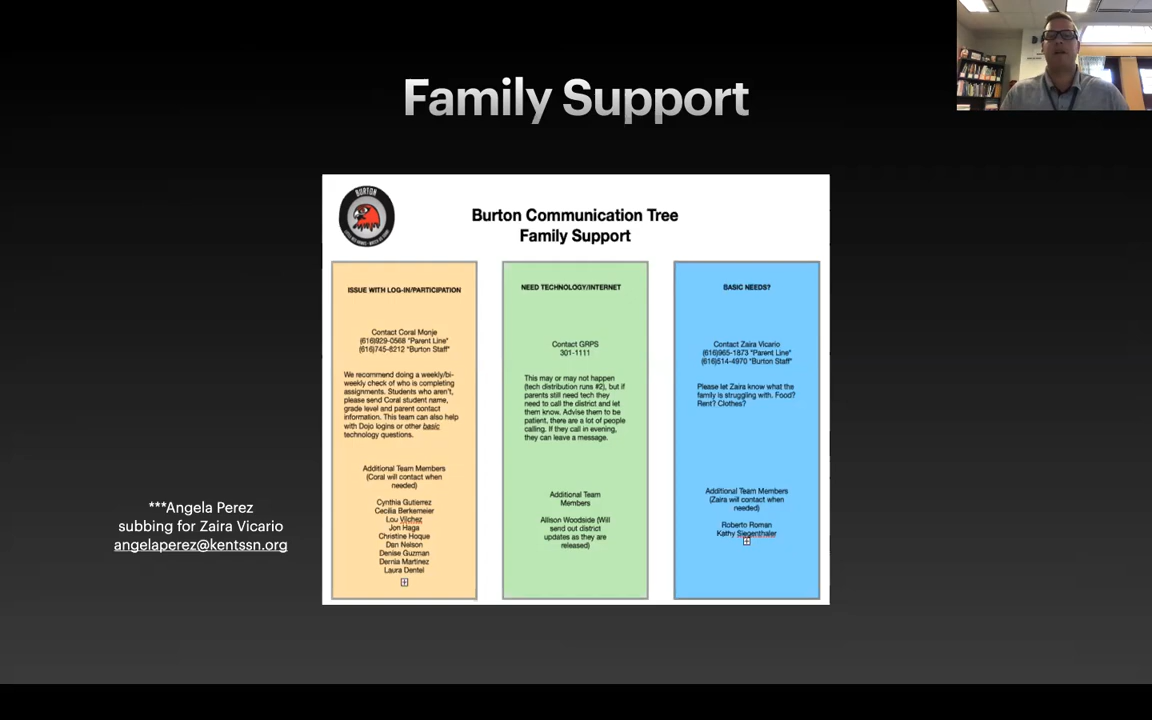 Family Support
BURTON
Burton Communication Tree
Family Support
ISSUE WITH LOG-IN/PARTICIPATION
Contact Coral Monje
(616)929-0568 "Parent Line"
(616)745-8212 "Burton Staff"
We recommend doing a weekly/bi-
weekly check of who is completing
assignments. Students who aren't,
please send Coral student name,
grade level and parent contact
information. This team can also help
with Dojo logins or other basic
technology questions.
Additional Team Members
(Coral will contact when
needed)
Cynthia Gutierrez
Cecilia Berkemeier
Lou Vilchez
Jon Haga
Christine Hoque
Dan Nelson
Denise Guzman
Dernia Martinez
Laura Dentel
NEED TECHNOLOGY/INTERNET
Contact GRPS
301-1111
This may or may not happen
(tech distribution runs #2), but if
parents still need tech they
need to call the district and let
them know. Advise them to be
patient, there are a lot of people
calling. If they call in evening,
they can leave a message.
Additional Team
Members
Allison Woodside (Will
send out district
updates as they are
released)
BASIC NEEDS?
Contact Zaira Vicario
(616)965-1873 "Parent Line"
(616)514-4970 "Burton Staff"
Please let Zaira know what the
family is struggling with. Food?
Rent? Clothes?
Additional Team Members
(Zaira will contact when
needed)
Roberto Roman
Kathy Siegenthaler
***Angela Perez
subbing for Zaira Vicario
angelaperez@kentssn.org